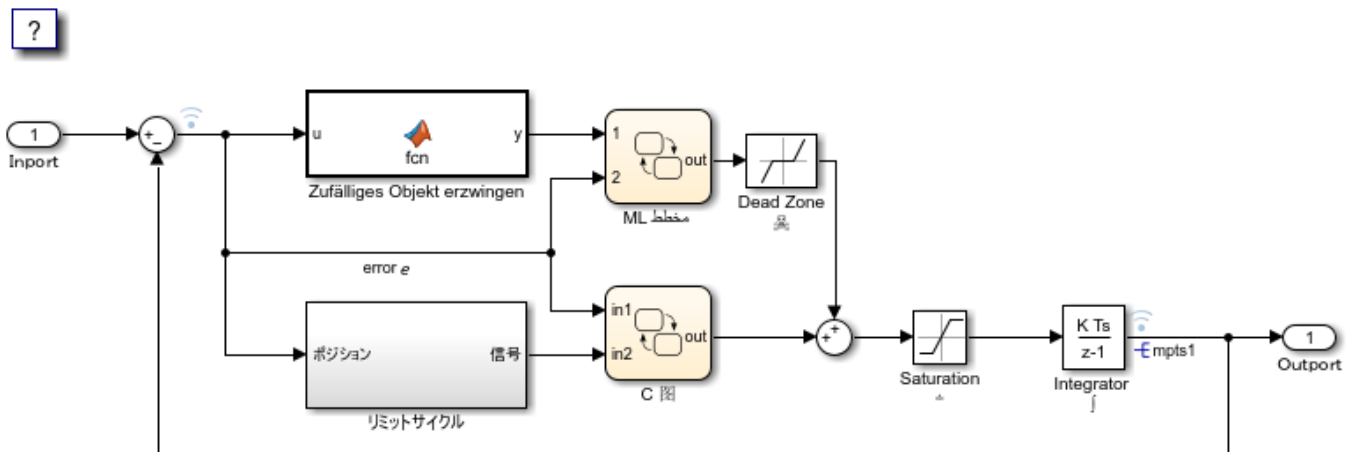 ?
1
Inport
+
−
u
fcn
y
Zufälliges Objekt erzwingen
1
2
out
ML مخطط
Dead Zone
error e
ポジション
信号
リミットサイクル
in1
in2
out
C 图
+
+
Saturation
K Ts
z-1
Integrator
∫
mpts1
1
Outport